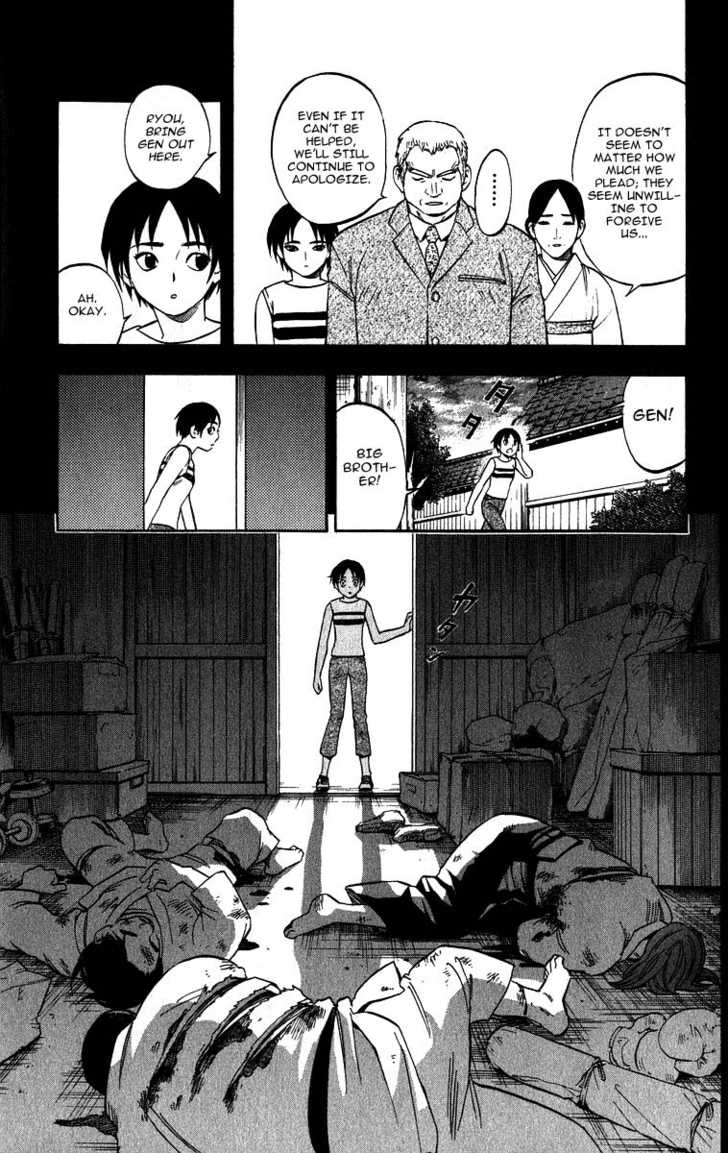 IT DOESN'T
SEEM TO
MATTER HOW
MUCH WE
PLEAD; THEY
SEEM UNWILL-
ING TO
FORGIVE
US...
....
EVEN IF IT
CAN'T BE
HELPED,
WE'LL STILL
CONTINUE TO
APOLOGIZE.
RYOU,
BRING
GEN OUT
HERE.
AH.
OKAY.
GEN!
タタ
BIG
BROTH-
ER!